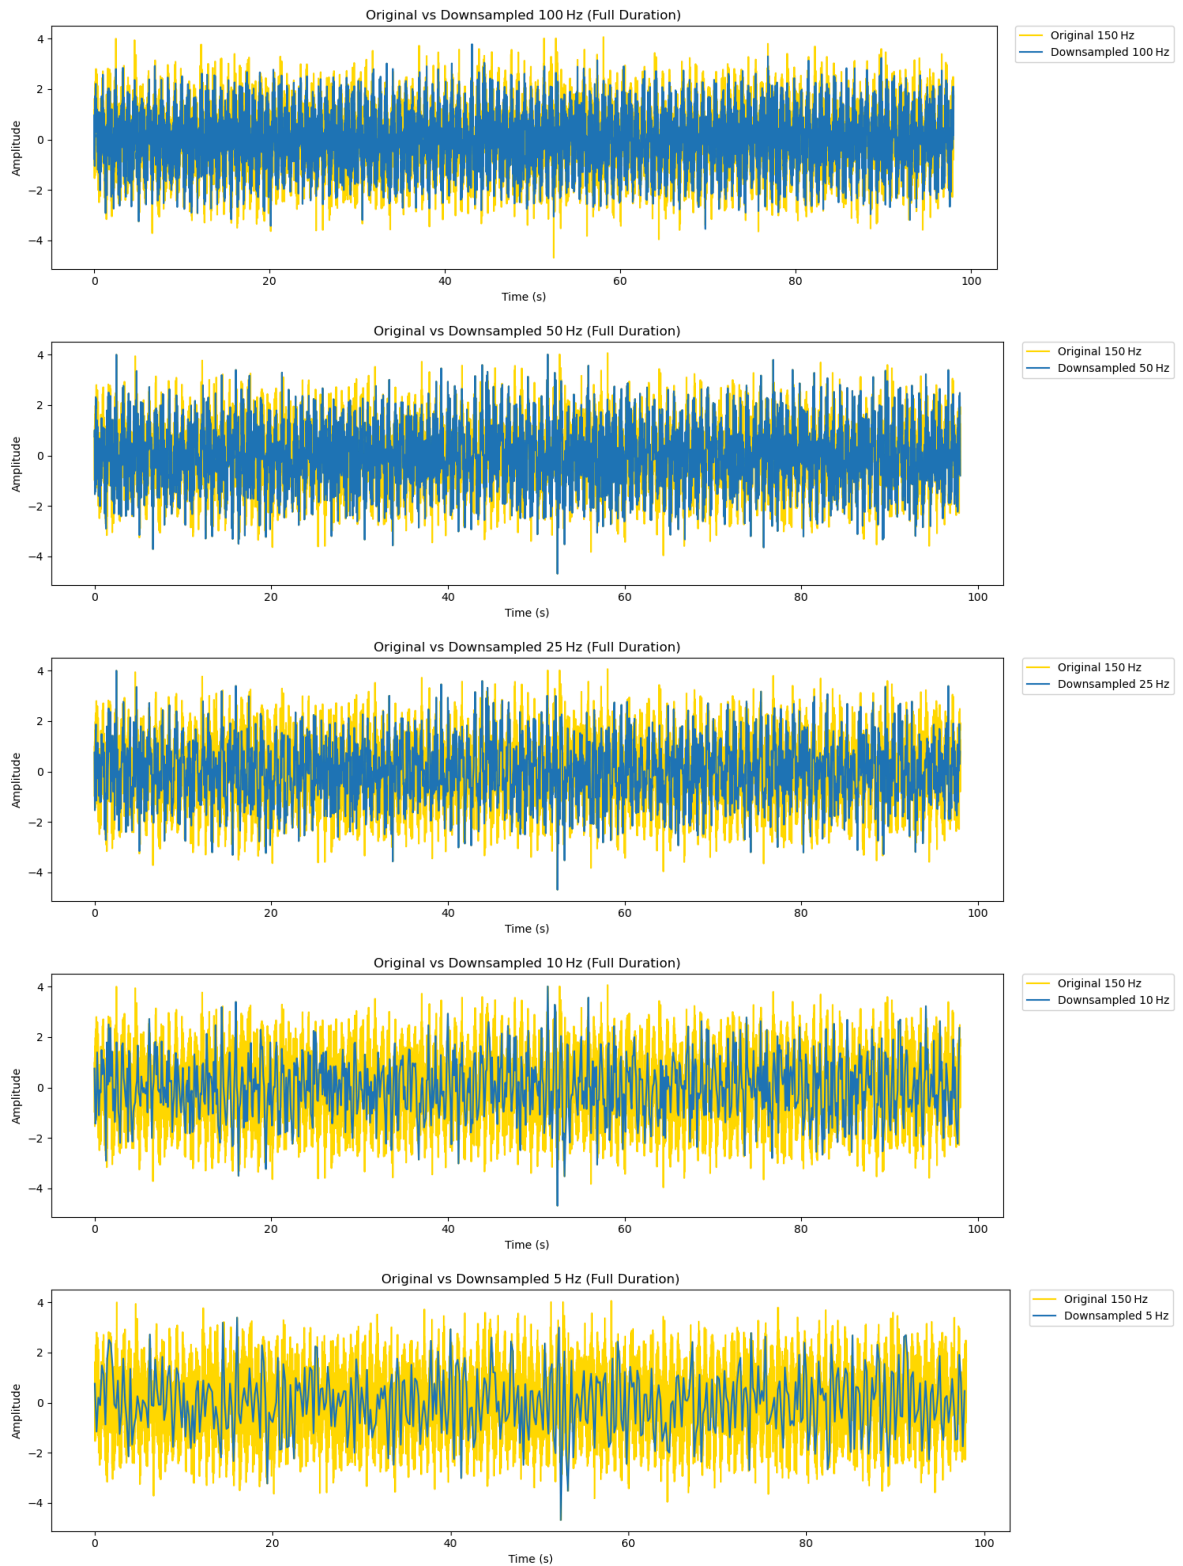 Original vs Downsampled 100 Hz (Full Duration)
Original 150 Hz
Downsampled 100 Hz
Amplitude
4
2
0
−2
−4
0 20 40 60 80 100
Time (s)
Original vs Downsampled 50 Hz (Full Duration)
Original 150 Hz
Downsampled 50 Hz
Amplitude
4
2
0
−2
−4
0 20 40 60 80 100
Time (s)
Original vs Downsampled 25 Hz (Full Duration)
Original 150 Hz
Downsampled 25 Hz
Amplitude
4
2
0
−2
−4
0 20 40 60 80 100
Time (s)
Original vs Downsampled 10 Hz (Full Duration)
Original 150 Hz
Downsampled 10 Hz
Amplitude
4
2
0
−2
−4
0 20 40 60 80 100
Time (s)
Original vs Downsampled 5 Hz (Full Duration)
Original 150 Hz
Downsampled 5 Hz
Amplitude
4
2
0
−2
−4
0 20 40 60 80 100
Time (s)